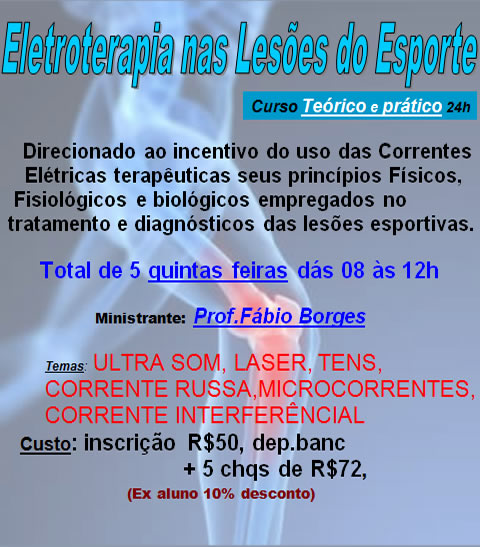 Eletroterapia nas Lesões do Esporte
Curso Teórico e prático 24h
Direcionado ao incentivo do uso das Correntes
Elétricas terapêuticas seus princípios Físicos,
Fisiológicos e biológicos empregados no
tratamento e diagnósticos das lesões esportivas.
Total de 5 quintas feiras dás 08 às 12h
Ministrante: Prof.Fábio Borges
Temas: ULTRA SOM, LASER, TENS,
CORRENTE RUSSA,MICROCORRENTES,
CORRENTE INTERFERÊNCIAL
Custo: inscrição R$50, dep.banc
+ 5 chqs de R$72,
(Ex aluno 10% desconto)